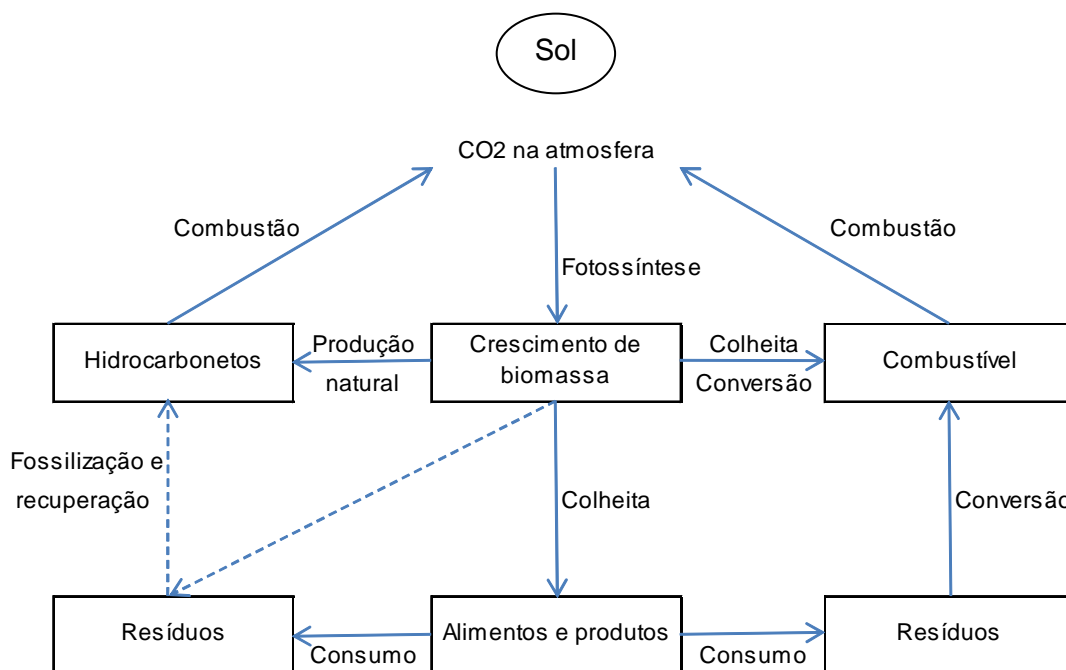 Sol
CO2 na atmosfera
Combustão
Combustão
Fotossíntese
Hidrocarbonetos
Produção
natural
Crescimento de
biomassa
Colheita
Conversão
Combustível
Fossilização e
recuperação
Colheita
Conversão
Resíduos
Consumo
Alimentos e produtos
Consumo
Resíduos